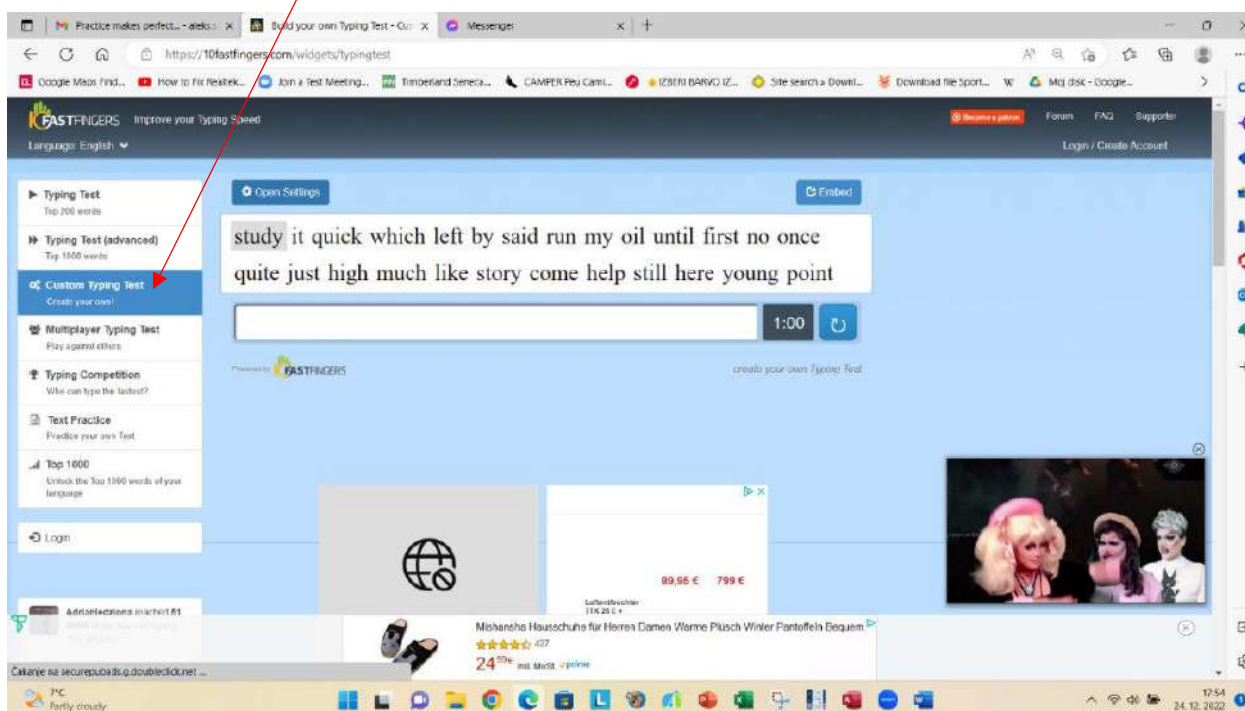 Practice makes perfect... - aleks
Build your own Typing Test - Cus
Messenger
https://10fastfingers.com/widgets/typingtest
Google Maps Find...
How to Fix Realtek...
Join a Test Meeting...
Timberland Seneca...
CAMPER Peu Cami...
IZBERI BARVO IZ...
Site search » Downl...
Download file Sport...
Moj disk - Google...
FASTFINGERS Improve your Typing Speed
Become a patron
Forum FAQ Supporter
Language: English
Login / Create Account
Typing Test
Top 200 words
Typing Test (advanced)
Top 1000 words
Custom Typing Test
Create your own!
Multiplayer Typing Test
Play against others
Typing Competition
Who can type the fastest?
Text Practice
Practice your own Text
Top 1000
Unlock the Top 1000 words of your
language
Login
Open Settings
Embed
study it quick which left by said run my oil until first no once
quite just high much like story come help still here young point
1:00
Powered by FASTFINGERS
create your own Typing Test
89,95 € 799 €
Luftentfeuchter
Mishansha Hausschuhe für Herren Damen Warme Plüsch Winter Pantoffeln Bequem
427
24 99€ inkl. MwSt. prime
Čakanje na securepubads.g.doubleclick.net ...
7°C
Partly cloudy
17:54
24. 12. 2022